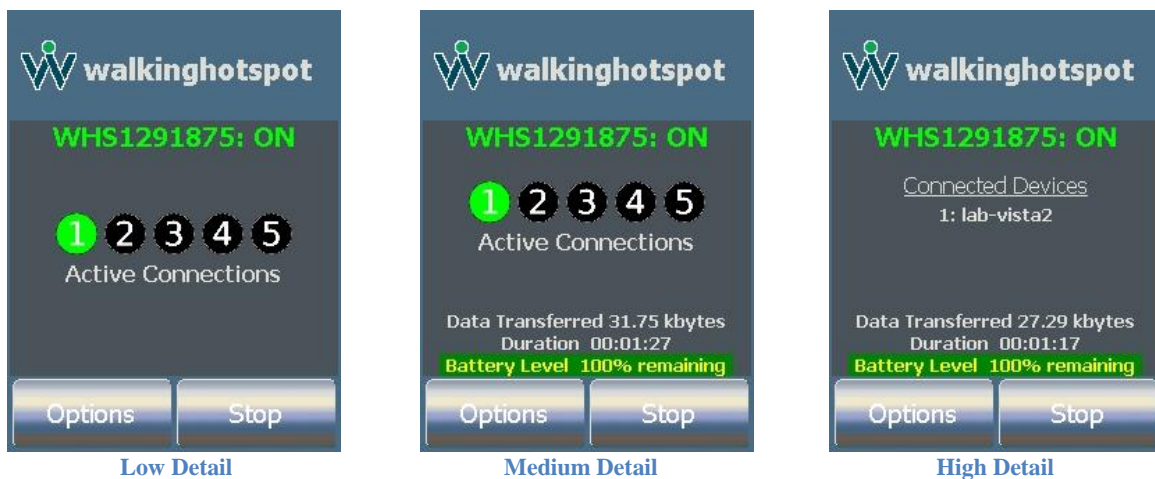 walkinghotspot
WHS1291875: ON
1 2 3 4 5
Active Connections
Options Stop
Low Detail
walkinghotspot
WHS1291875: ON
1 2 3 4 5
Active Connections
Data Transferred 31.75 kbytes
Duration 00:01:27
Battery Level 100% remaining
Options Stop
Medium Detail
walkinghotspot
WHS1291875: ON
Connected Devices
1: lab-vista2
Data Transferred 27.29 kbytes
Duration 00:01:17
Battery Level 100% remaining
Options Stop
High Detail